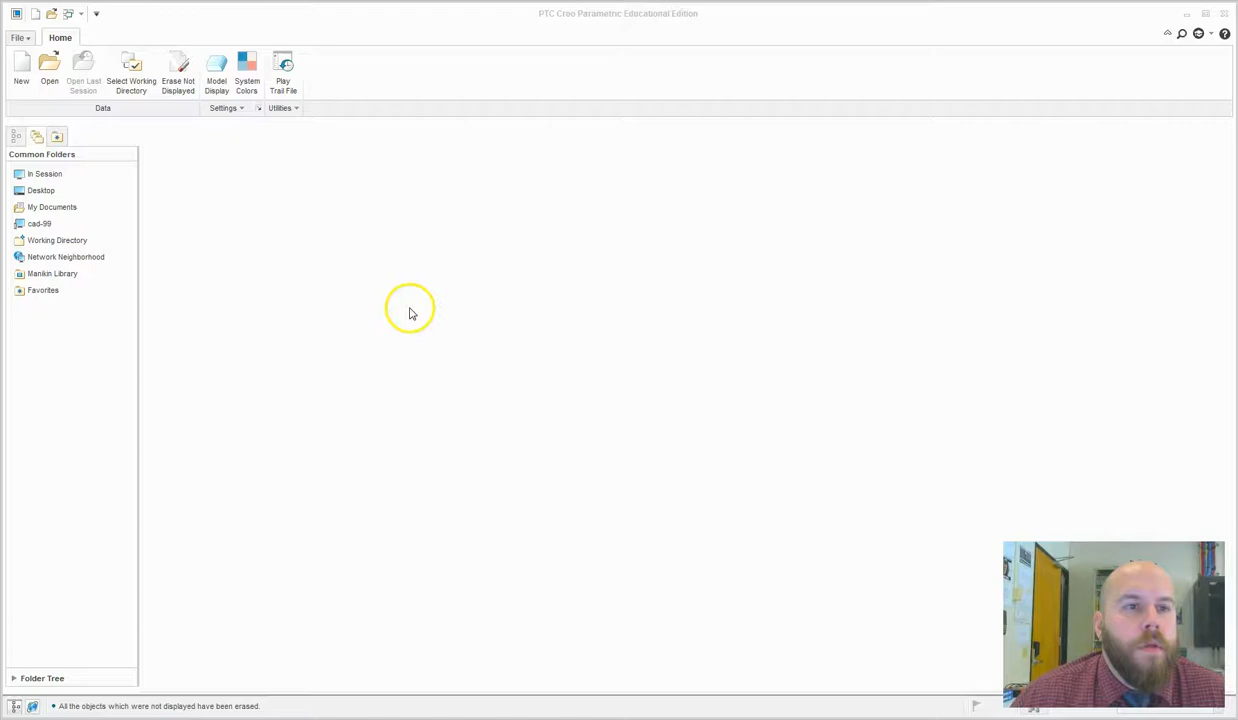 PTC Creo Parametric Educational Edition
File
Home
New
Open
Open Last
Session
Select Working
Directory
Erase Not
Displayed
Model
Display
System
Colors
Play
Trail File
Data
Settings
Utilities
Common Folders
In Session
Desktop
My Documents
cad-99
Working Directory
Network Neighborhood
Manikin Library
Favorites
Folder Tree
• All the objects which were not displayed have been erased.